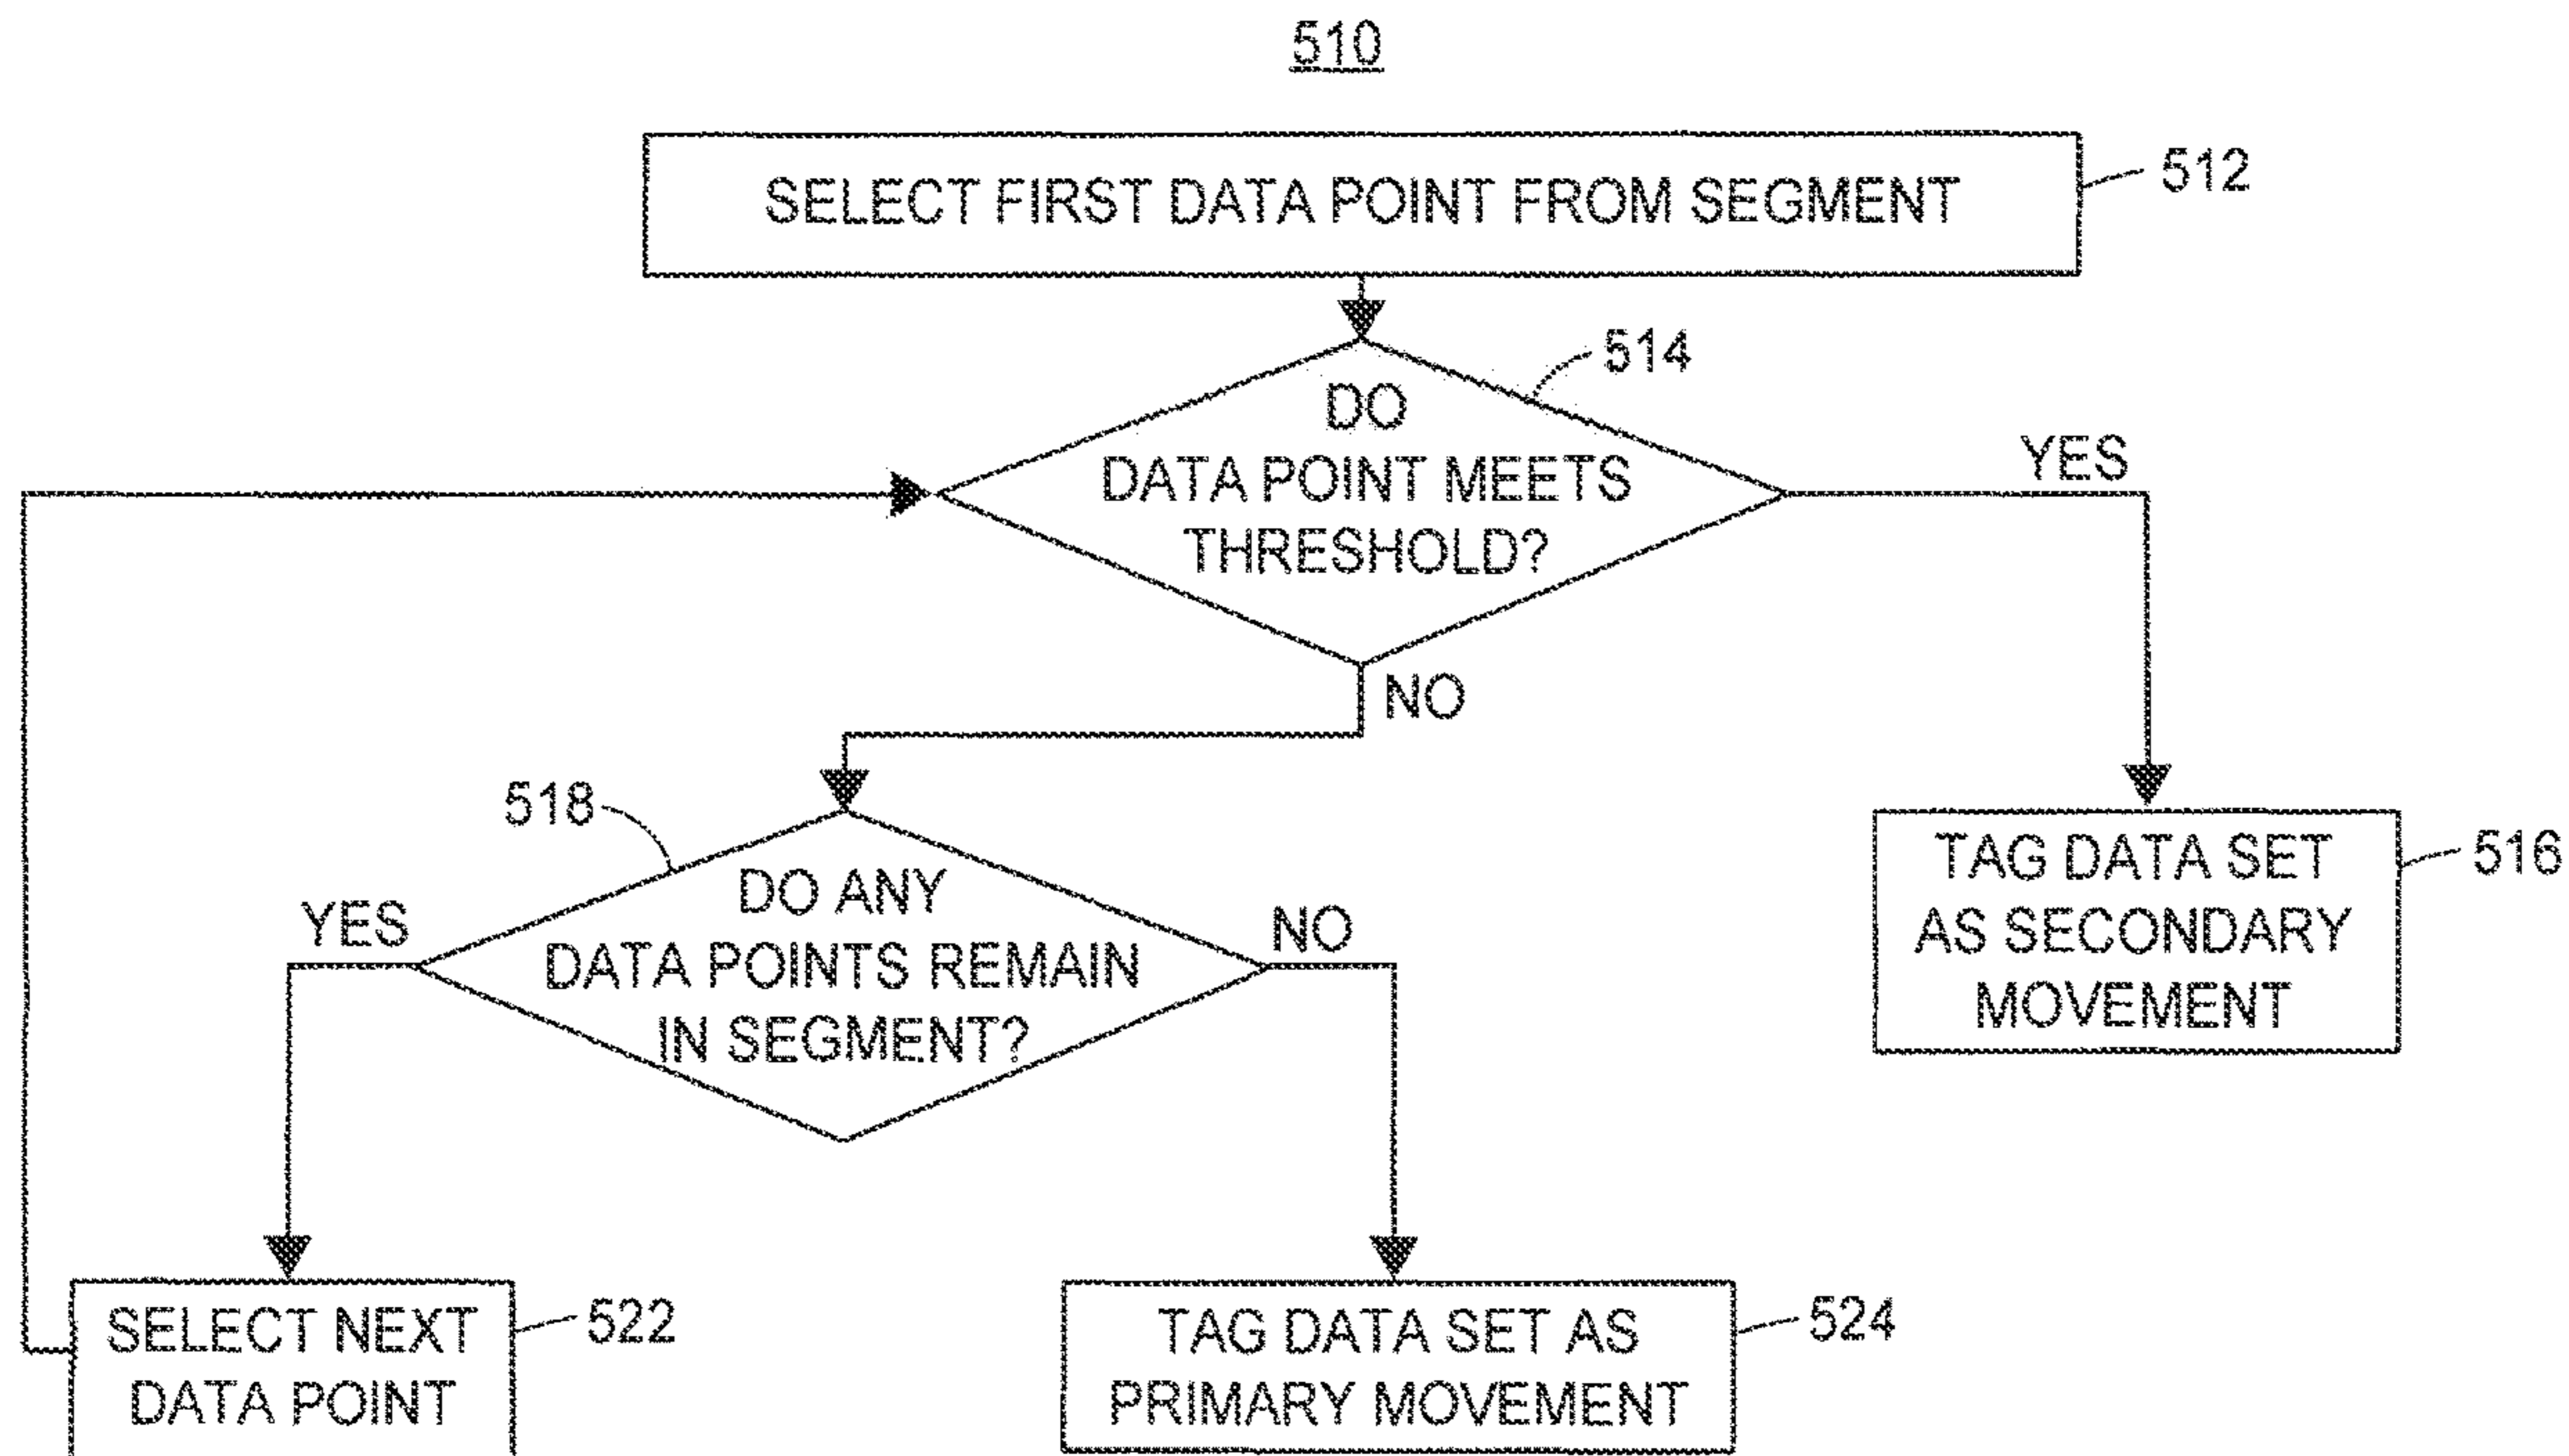 510
SELECT FIRST DATA POINT FROM SEGMENT
512
514
DO
DATA POINT MEETS
THRESHOLD?
YES
NO
518
DO ANY
DATA POINTS REMAIN
IN SEGMENT?
YES
NO
TAG DATA SET
AS SECONDARY
MOVEMENT
516
SELECT NEXT
DATA POINT
522
TAG DATA SET AS
PRIMARY MOVEMENT
524